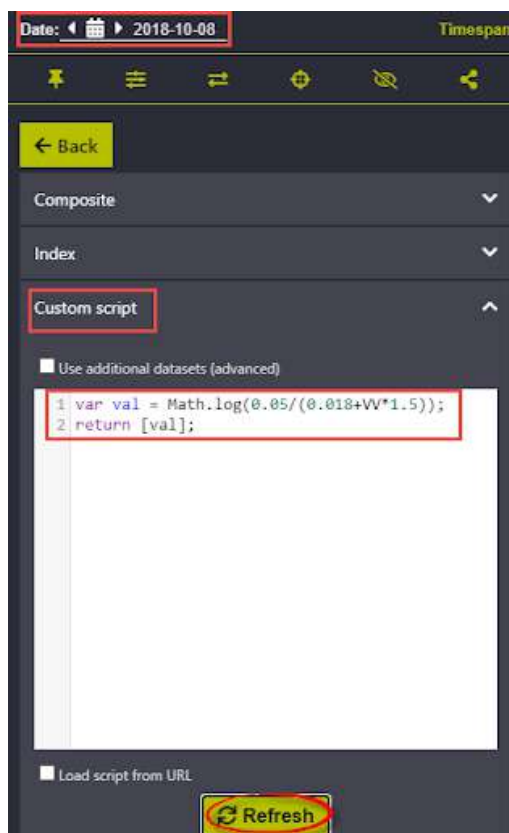 Date: 2018-10-08 Timespan
← Back
Composite
Index
Custom script
Use additional datasets (advanced)
1 var val = Math.log(0.05/(0.018+VV*1.5));
2 return [val];
Load script from URL
Refresh